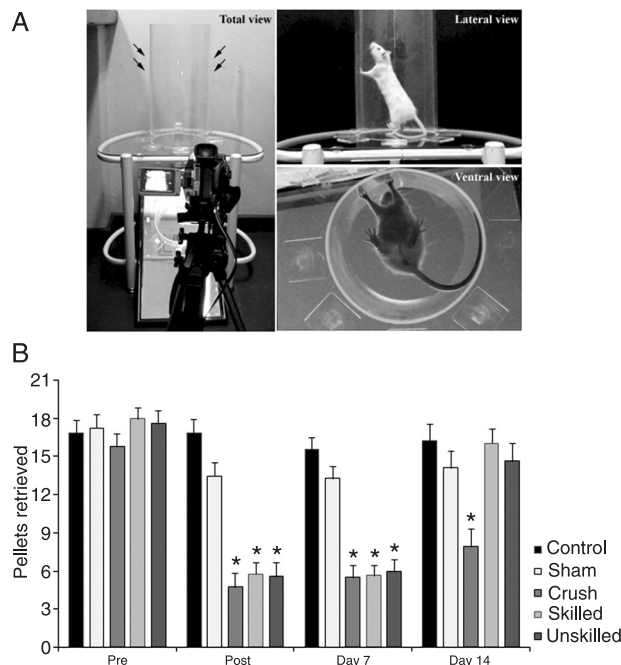 A
Total view
Lateral view
Ventral view
B
Pellets retrieved
21
18
15
12
9
6
3
0
* * *
* * *
*
Pre
Post
Day 7
Day 14
Control
Sham
Crush
Skilled
Unskilled